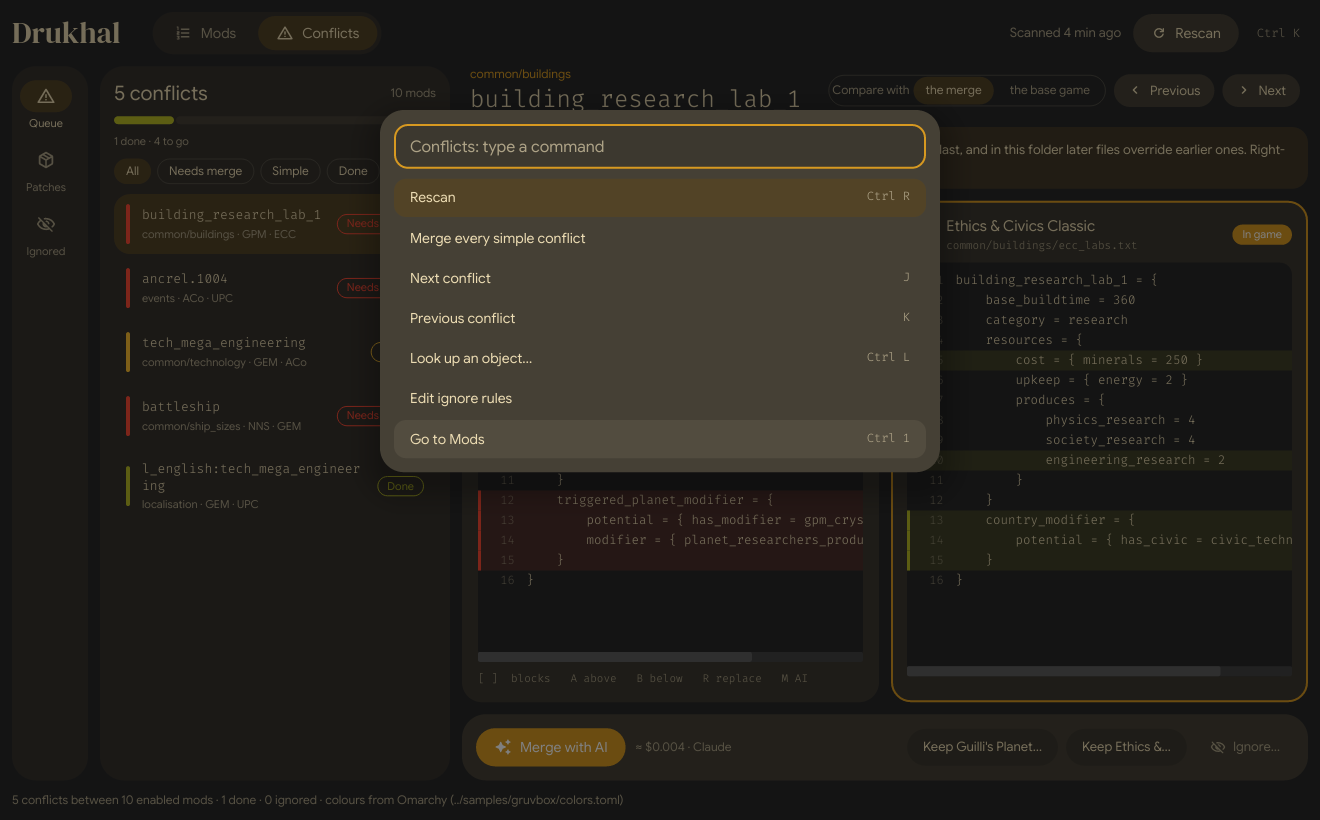 Drukhal
Mods
Conflicts
Scanned 4 min ago
Rescan
Ctrl K
Queue
Patches
Ignored
5 conflicts
10 mods
1 done · 4 to go
All
Needs merge
Simple
Done
building_research_lab_1
common/buildings · GPM · ECC
Needs
ancrel.1004
events · ACo · UPC
Needs
tech_mega_engineering
common/technology · GEM · ACo
battleship
common/ship_sizes · NNS · GEM
Needs
l_english:tech_mega_engineer
ing
localisation · GEM · UPC
Done
common/buildings
building research lab 1
Compare with
the merge
the base game
Previous
Next
last, and in this folder later files override earlier ones. Right-
Conflicts: type a command
Rescan Ctrl R
Merge every simple conflict
Next conflict J
Previous conflict K
Look up an object... Ctrl L
Edit ignore rules
Go to Mods Ctrl 1
11 }
12 triggered_planet_modifier = {
13 potential = { has_modifier = gpm_crys
14 modifier = { planet_researchers_produ
15 }
16 }
[ ] blocks A above B below R replace M AI
Ethics & Civics Classic
common/buildings/ecc_labs.txt
In game
building_research_lab_1 = {
base_buildtime = 360
category = research
resources = {
cost = { minerals = 250 }
upkeep = { energy = 2 }
produces = {
physics_research = 4
society_research = 4
engineering_research = 2
11 }
12 }
13 country_modifier = {
14 potential = { has_civic = civic_techn
15 }
16 }
Merge with AI
≈ $0.004 · Claude
Keep Guilli's Planet...
Keep Ethics &...
Ignore...
5 conflicts between 10 enabled mods · 1 done · 0 ignored · colours from Omarchy (../samples/gruvbox/colors.toml)